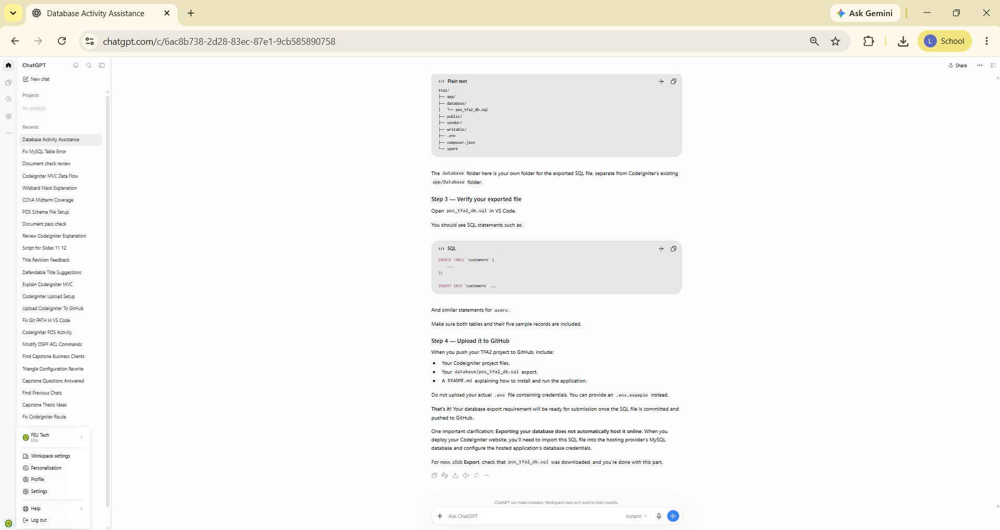 Database Activity Assistance
Ask Gemini
chatgpt.com/c/6ac8b738-2d28-83ec-87e1-9cb585890758
L School
ChatGPT
Share
New chat
Projects
No projects
Recents
Database Activity Assistance
Fix MySQL Table Error
Document check review
CodeIgniter MVC Data Flow
Wildcard Mask Explanation
CCNA Midterm Coverage
POS Schema File Setup
Document pass check
Review CodeIgniter Explanation
Script for Slides 11 12
Title Revision Feedback
Defendable Title Suggestions
Explain CodeIgniter MVC
CodeIgniter Upload Setup
Upload CodeIgniter To GitHub
Fix Git PATH in VS Code
CodeIgniter POS Activity
Modify OSPF ACL Commands
Find Capstone Business Clients
Triangle Configuration Rewrite
Capstone Questions Answered
Find Previous Chats
Capstone Thesis Ideas
Fix CodeIgniter Route
FEU Tech
EDU
Workspace settings
Personalization
Profile
Settings
Help
Log out
Plain text
tfa2/
├── app/
├── database/
│   └── pos_tfa2_db.sql
├── public/
├── vendor/
├── writable/
├── .env
├── composer.json
└── spark
The database folder here is your own folder for the exported SQL file, separate from CodeIgniter's existing
app/Database folder.
Step 3 — Verify your exported file
Open pos_tfa2_db.sql in VS Code.
You should see SQL statements such as:
SQL
CREATE TABLE `customers` (
    ...
);
INSERT INTO `customers` ...
And similar statements for users.
Make sure both tables and their five sample records are included.
Step 4 — Upload it to GitHub
When you push your TFA2 project to GitHub, include:
• Your CodeIgniter project files.
• Your database/pos_tfa2_db.sql export.
• A README.md explaining how to install and run the application.
Do not upload your actual .env file containing credentials. You can provide an .env.example instead.
That's it! Your database export requirement will be ready for submission once the SQL file is committed and
pushed to GitHub.
One important clarification: Exporting your database does not automatically host it online. When you
deploy your CodeIgniter website, you'll need to import this SQL file into the hosting provider's MySQL
database and configure the hosted application's database credentials.
For now, click Export, check that pos_tfa2_db.sql was downloaded, and you're done with this part.
ChatGPT can make mistakes. Workspace data isn't used to train models.
Ask ChatGPT
Instant